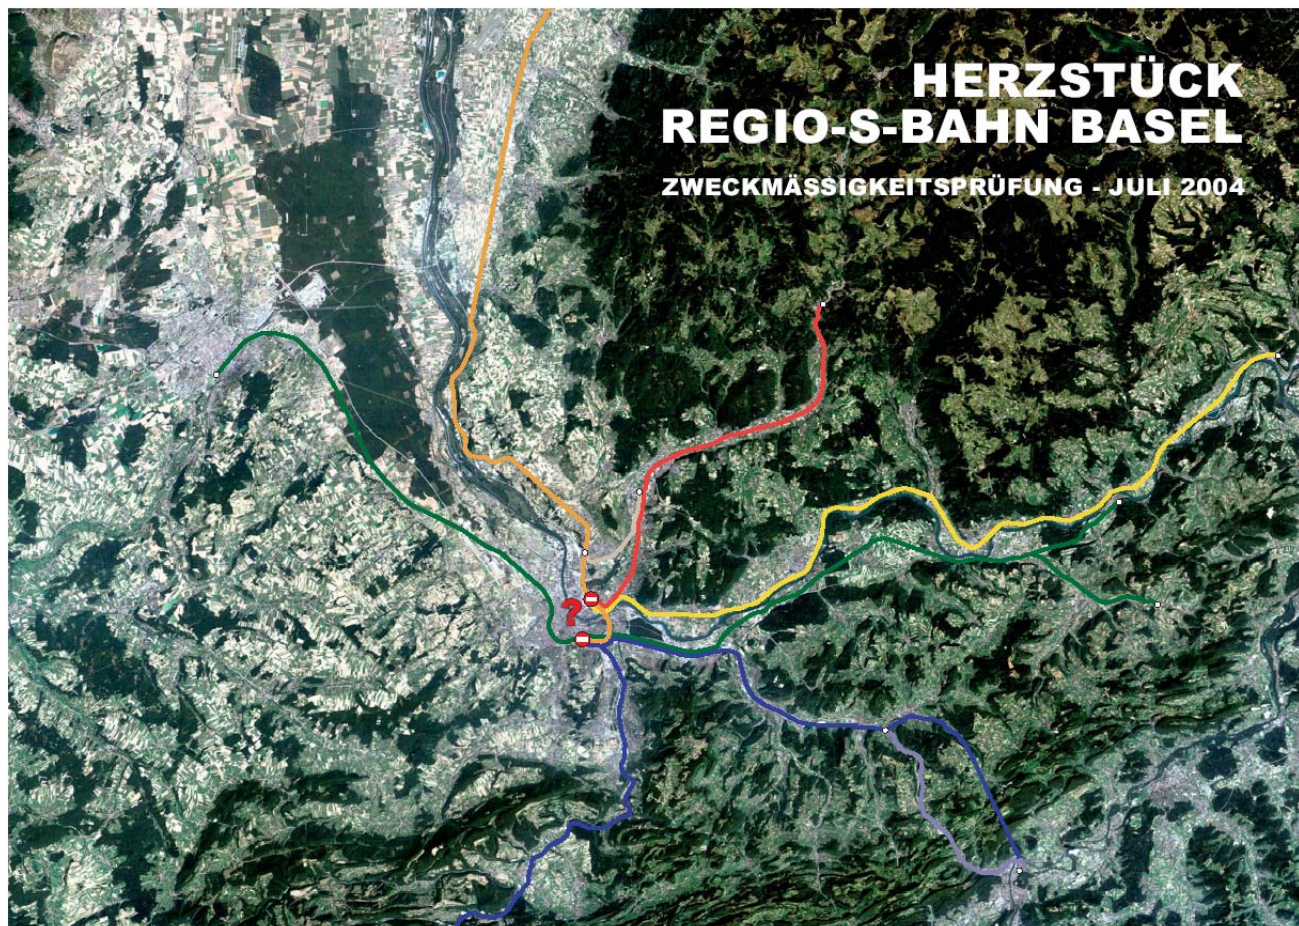 HERZSTÜCK
REGIO-S-BAHN BASEL
ZWECKMÄSSIGKEITSPRÜFUNG - JULI 2004
?